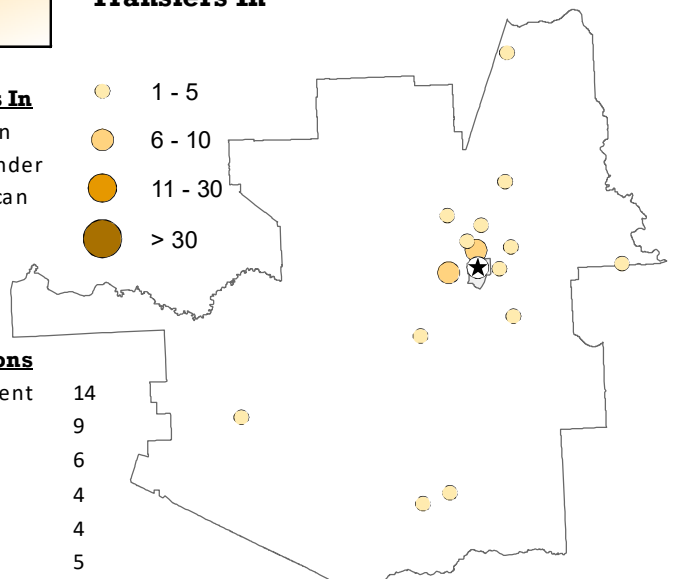 Transfers In
s In
n
nder
can
1 - 5
6 - 10
11 - 30
> 30
ons
ent 14
9
6
4
4
5